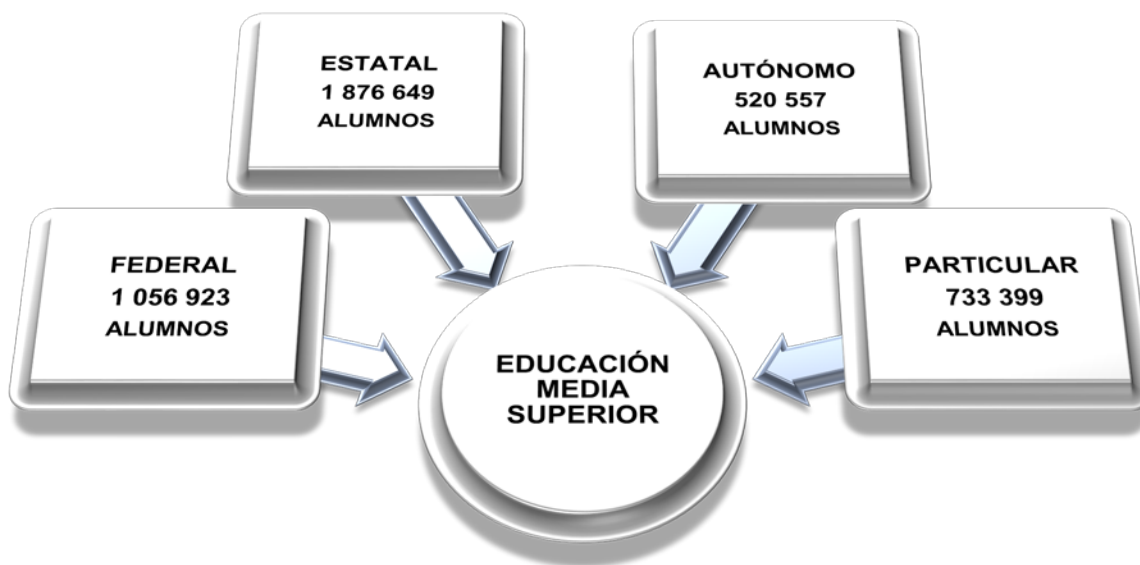 ESTATAL
1 876 649
ALUMNOS
AUTÓNOMO
520 557
ALUMNOS
FEDERAL
1 056 923
ALUMNOS
PARTICULAR
733 399
ALUMNOS
EDUCACIÓN
MEDIA
SUPERIOR